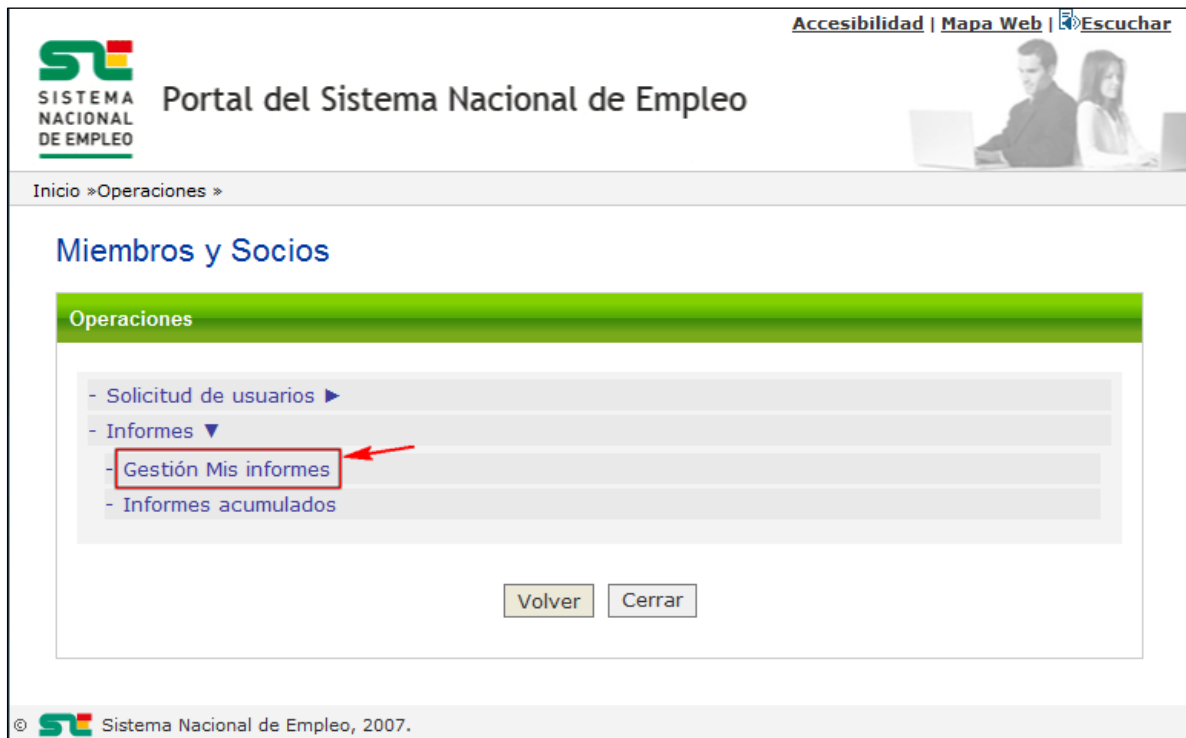 Accesibilidad | Mapa Web | Escuchar
SISTEMA
NACIONAL
DE EMPLEO
Portal del Sistema Nacional de Empleo
Inicio »Operaciones »
Miembros y Socios
Operaciones
- Solicitud de usuarios ►
- Informes ▼
- Gestión Mis informes
- Informes acumulados
Volver Cerrar
© Sistema Nacional de Empleo, 2007.